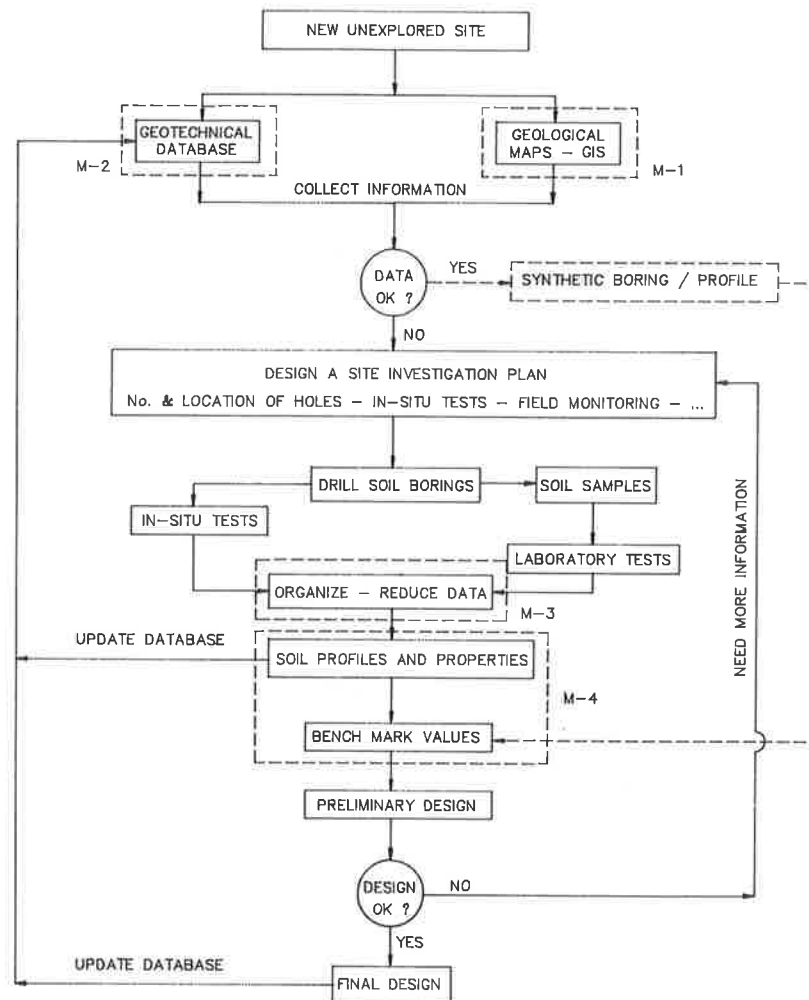 NEW UNEXPLORED SITE
GEOTECHNICAL
DATABASE
M-2
GEOLOGICAL
MAPS - GIS
M-1
COLLECT INFORMATION
DATA
OK ?
YES
SYNTHETIC BORING / PROFILE
NO
DESIGN A SITE INVESTIGATION PLAN
No. & LOCATION OF HOLES - IN-SITU TESTS - FIELD MONITORING - ...
DRILL SOIL BORINGS
SOIL SAMPLES
IN-SITU TESTS
LABORATORY TESTS
ORGANIZE - REDUCE DATA
M-3
NEED MORE INFORMATION
UPDATE DATABASE
SOIL PROFILES AND PROPERTIES
M-4
BENCH MARK VALUES
PRELIMINARY DESIGN
DESIGN
OK ?
NO
YES
UPDATE DATABASE
FINAL DESIGN